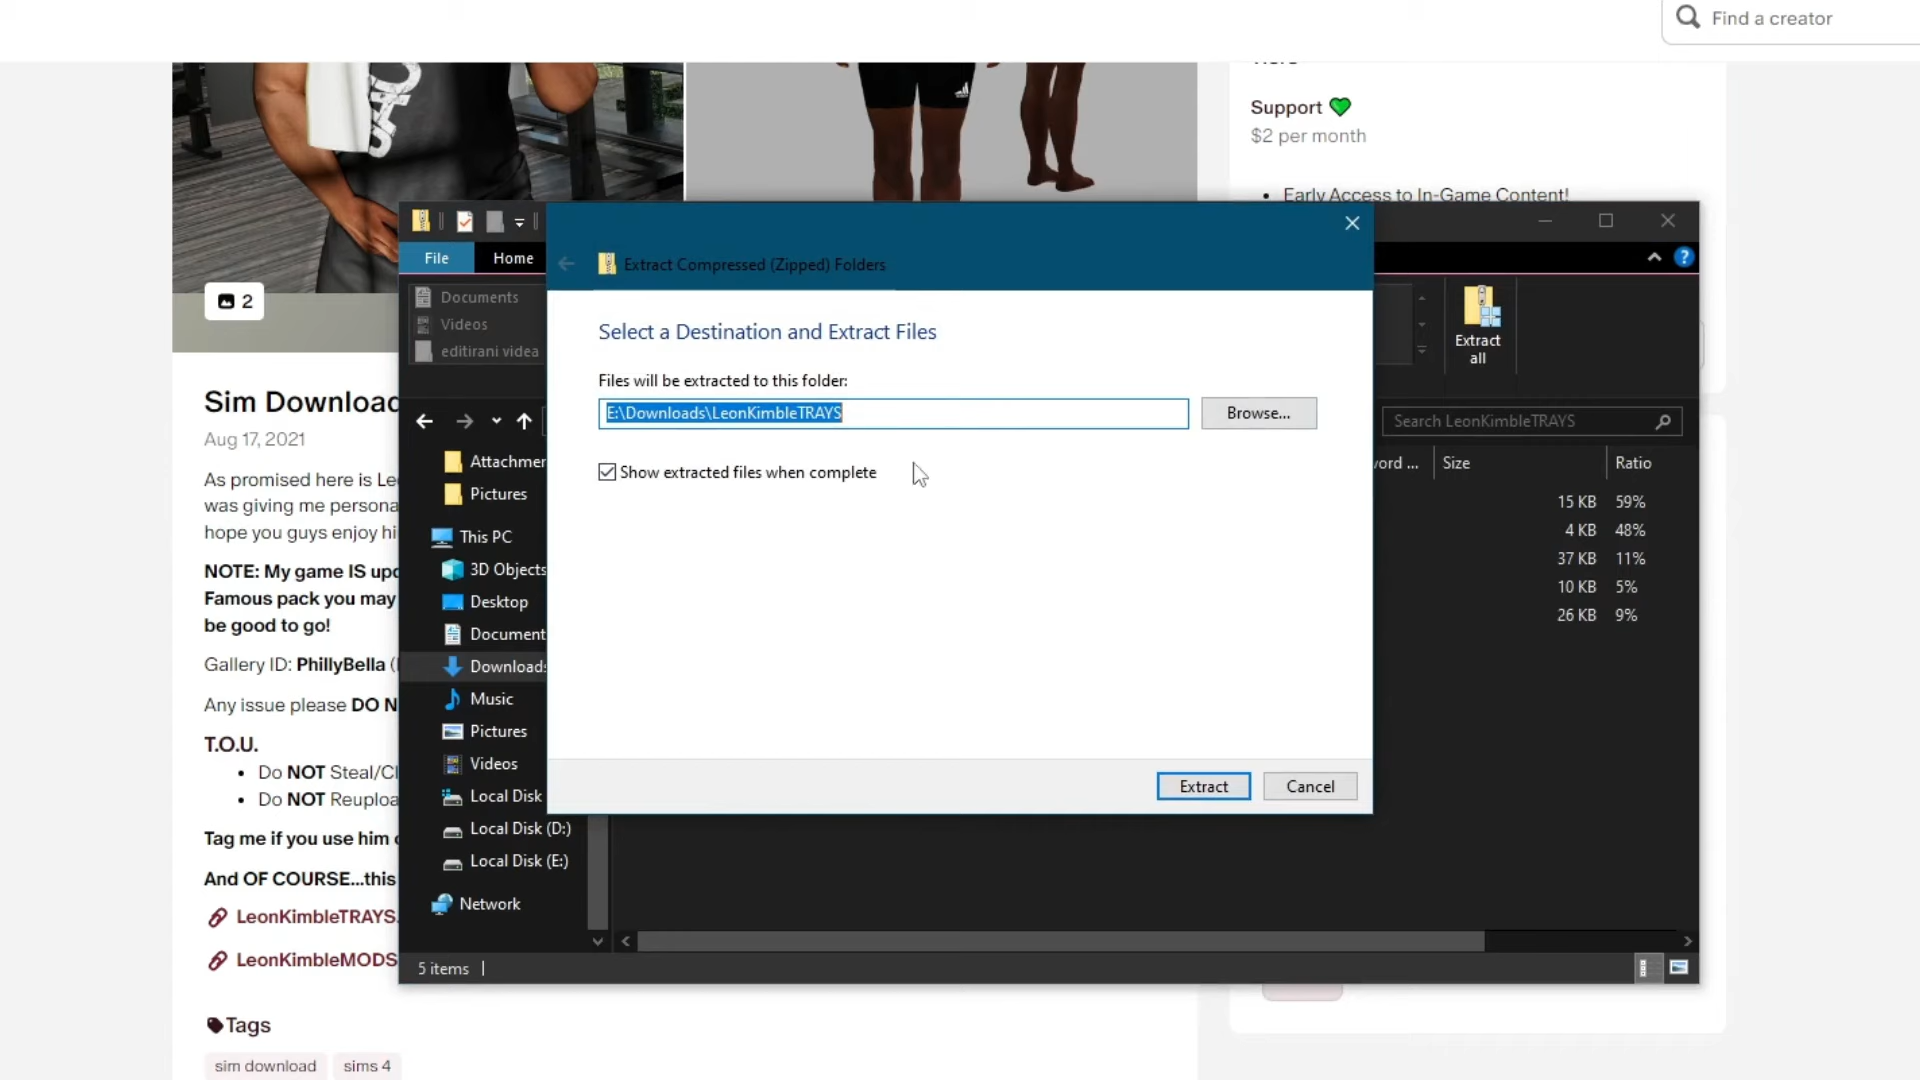 Find a creator
Support
$2 per month
Early Access to In-Game Content!
2
Sim Download
Aug 17, 2021
As promised here is Le
was giving me persona
hope you guys enjoy hi
NOTE: My game IS upd
Famous pack you may
be good to go!
Gallery ID: PhillyBella (
Any issue please DO N
T.O.U.
Do NOT Steal/Cl
Do NOT Reuploa
Tag me if you use him
And OF COURSE...this
LeonKimbleTRAYS.
LeonKimbleMODS
Tags
sim download
sims 4
File
Home
Documents
Videos
editirani videa
Extract
all
Search LeonKimbleTRAYS
Size
Ratio
15 KB 59%
4 KB 48%
37 KB 11%
10 KB 5%
26 KB 9%
Attachmen
Pictures
This PC
3D Objects
Desktop
Document
Downloads
Music
Pictures
Videos
Local Disk
Local Disk (D:)
Local Disk (E:)
Network
5 items
Extract Compressed (Zipped) Folders
Select a Destination and Extract Files
Files will be extracted to this folder:
E:\Downloads\LeonKimbleTRAYS
Browse...
Show extracted files when complete
Extract
Cancel